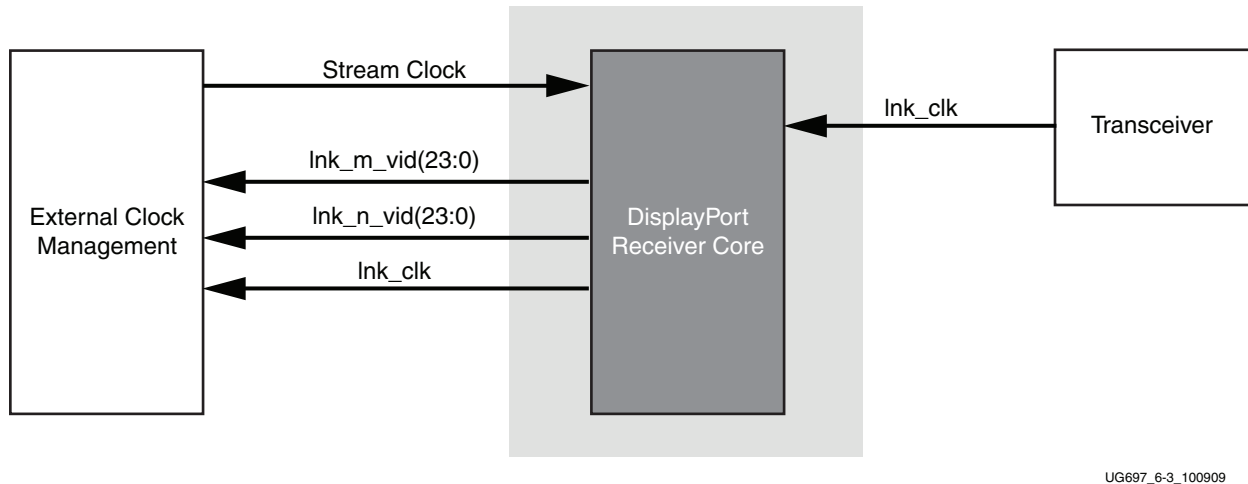 Stream Clock
lnk_m_vid(23:0)
lnk_n_vid(23:0)
lnk_clk
External Clock
Management
DisplayPort
Receiver Core
lnk_clk
Transceiver
UG697_6-3_100909